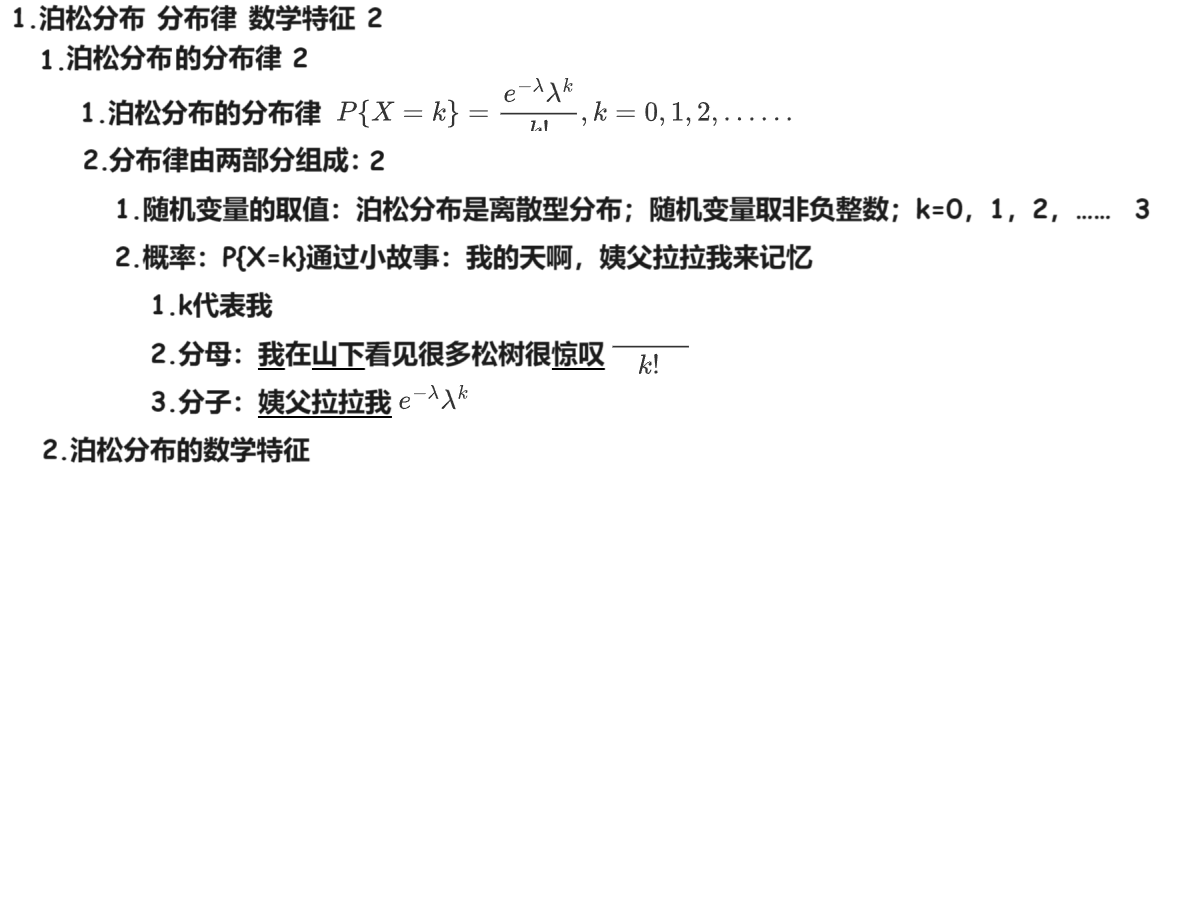 1.泊松分布 分布律 数学特征 2
1.泊松分布的分布律 2
1.泊松分布的分布律 P{X = k} = \frac{e^{-λ}λ^k}{k!}, k = 0, 1, 2, ......
2.分布律由两部分组成：2
1.随机变量的取值：泊松分布是离散型分布；随机变量取非负整数；k=0，1，2，…… 3
2.概率：P{X=k}通过小故事：我的天啊，姨父拉拉我来记忆
1.k代表我
2.分母：我在山下看见很多松树很惊叹 \frac{}{k!}
3.分子：姨父拉拉我 e^{-λ}λ^k
2.泊松分布的数学特征